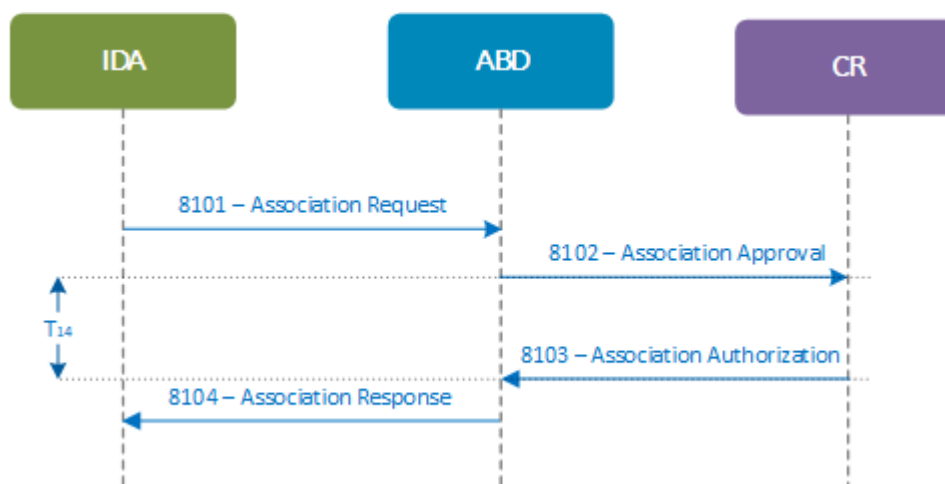 IDA
ABD
CR
8101 – Association Request
8102 – Association Approval
T14
8103 – Association Authorization
8104 – Association Response